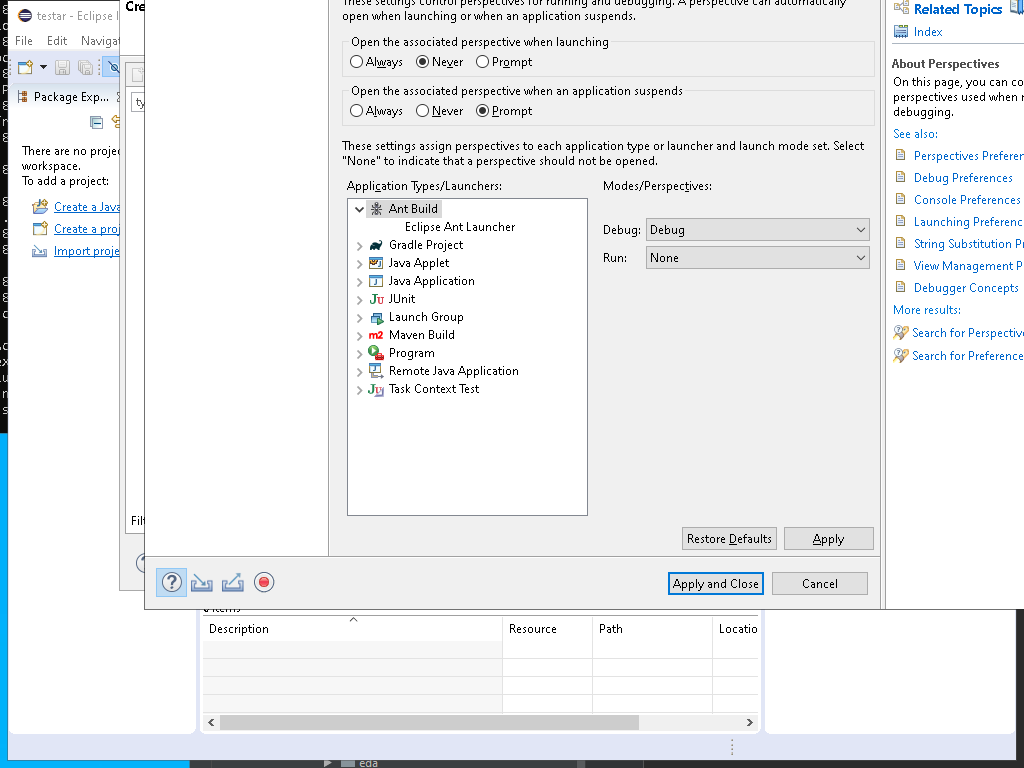 testar - Eclipse I
File Edit Naviga
Package Exp...
There are no proje
workspace.
To add a project:
Create a Java
Create a proj
Import proje
Cre
ty
Filt
These settings control perspectives for running and debugging. A perspective can automatically
open when launching or when an application suspends.
Open the associated perspective when launching
Always Never Prompt
Open the associated perspective when an application suspends
Always Never Prompt
These settings assign perspectives to each application type or launcher and launch mode set. Select
"None" to indicate that a perspective should not be opened.
Application Types/Launchers:
Modes/Perspectives:
Ant Build
Eclipse Ant Launcher
Gradle Project
Java Applet
Java Application
JUnit
Launch Group
Maven Build
Program
Remote Java Application
Task Context Test
Debug: Debug
Run: None
Restore Defaults Apply
Apply and Close Cancel
Related Topics
Index
About Perspectives
On this page, you can co
perspectives used when r
debugging.
See also:
Perspectives Preferen
Debug Preferences
Console Preferences
Launching Preferenc
String Substitution Pr
View Management P
Debugger Concepts
More results:
Search for Perspective
Search for Preference
Description Resource Path Locatio
eda